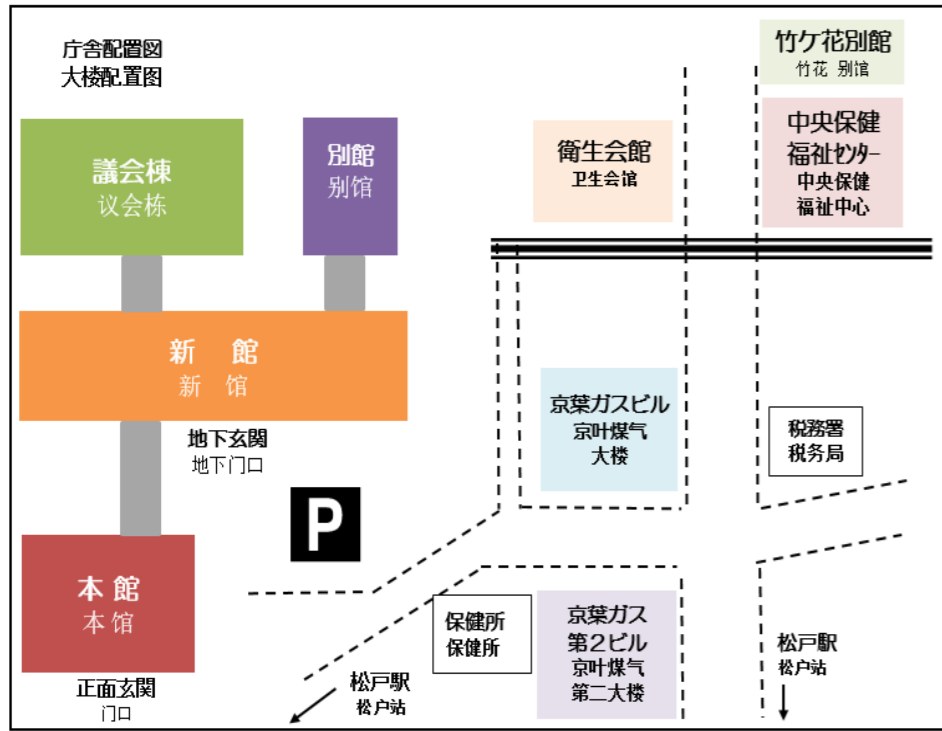 庁舎配置図
大楼配置图
竹ケ花別館
竹花 别馆
議会棟
议会栋
別館
别馆
衛生会館
卫生会馆
中央保健
福祉センター
中央保健
福祉中心
新 館
新 馆
地下玄関
地下门口
京葉ガスビル
京叶煤气
大楼
税務署
税务局
P
本館
本馆
正面玄関
门口
保健所
保健所
京葉ガス
第2ビル
京叶煤气
第二大楼
松戸駅
松户站
松戸駅
松户站